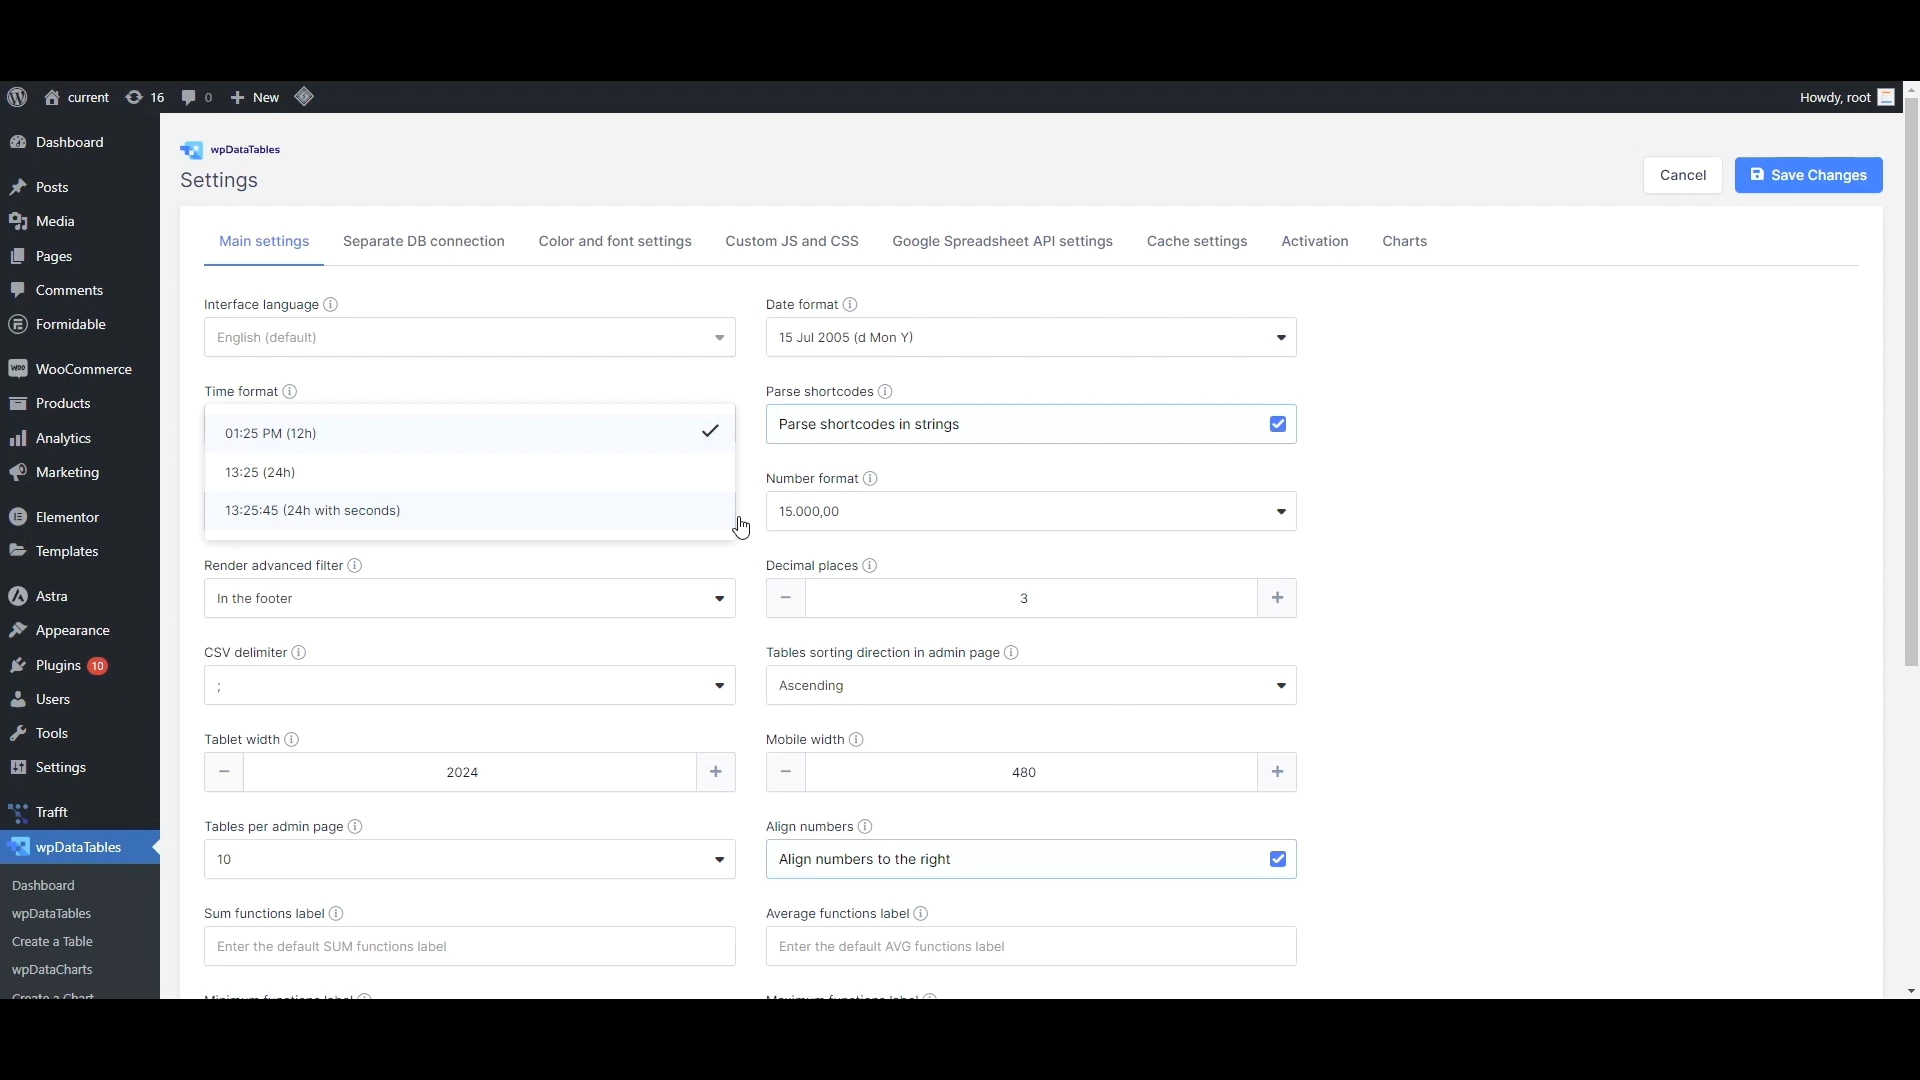 current 16 0 New
Howdy, root
Dashboard
Posts
Media
Pages
Comments
Formidable
WooCommerce
Products
Analytics
Marketing
Elementor
Templates
Astra
Appearance
Plugins 10
Users
Tools
Settings
Trafft
wpDataTables
Dashboard
wpDataTables
Create a Table
wpDataCharts
Create a Chart
wpDataTables
Settings
Cancel
Save Changes
Main settings
Separate DB connection
Color and font settings
Custom JS and CSS
Google Spreadsheet API settings
Cache settings
Activation
Charts
Interface language
English (default)
Date format
15 Jul 2005 (d Mon Y)
Time format
01:25 PM (12h)
13:25 (24h)
13:25:45 (24h with seconds)
Parse shortcodes
Parse shortcodes in strings
Number format
15.000,00
Render advanced filter
In the footer
Decimal places
3
CSV delimiter
;
Tables sorting direction in admin page
Ascending
Tablet width
2024
Mobile width
480
Tables per admin page
10
Align numbers
Align numbers to the right
Sum functions label
Enter the default SUM functions label
Average functions label
Enter the default AVG functions label
Minimum functions label
Maximum functions label